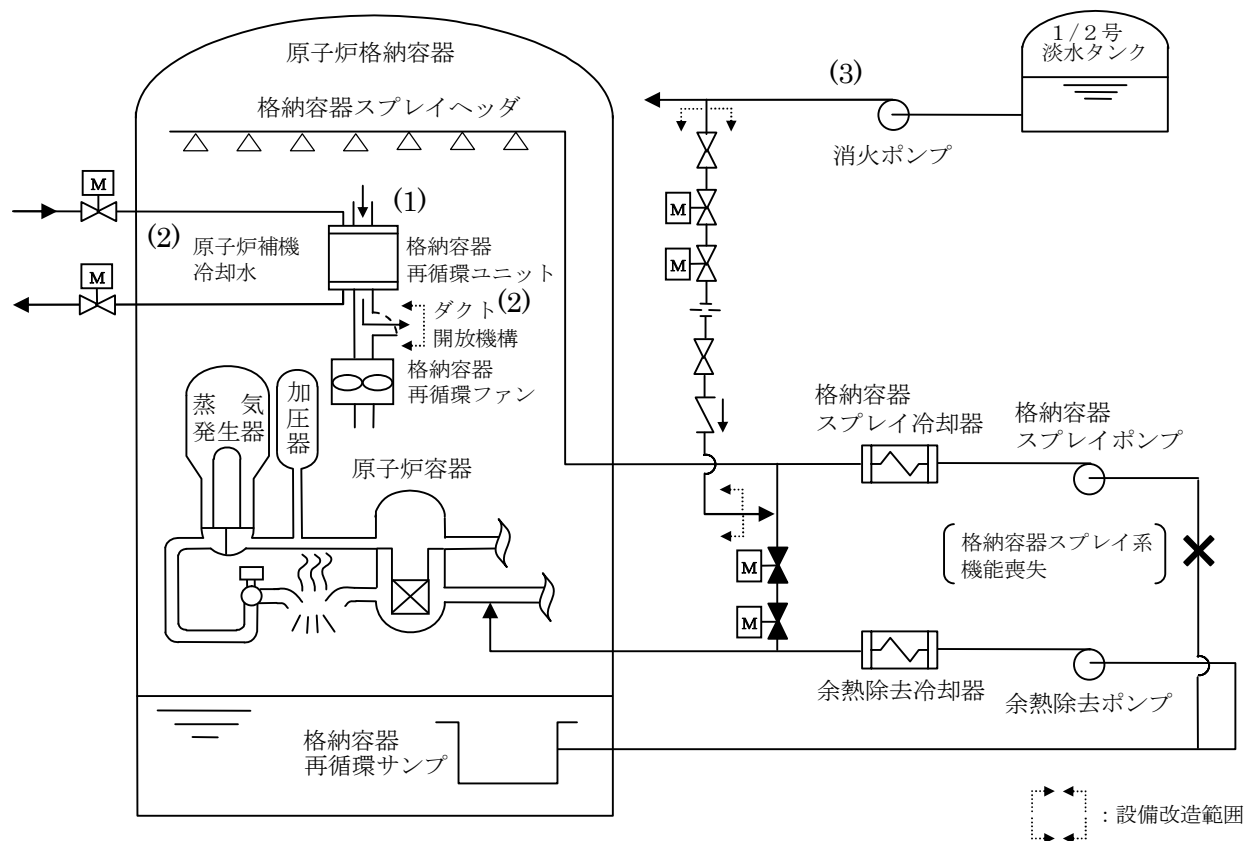 原子炉格納容器
格納容器スプレイヘッダ
1/2号
淡水タンク
(3)
消火ポンプ
M
(1)
(2)
原子炉補機
冷却水
格納容器
再循環ユニット
M
M
M
ダクト
開放機構
(2)
格納容器
再循環ファン
蒸気
発生器
加
圧
器
原子炉容器
格納容器
スプレイ冷却器
格納容器
スプレイポンプ
格納容器スプレイ系
機能喪失
M
M
余熱除去冷却器
余熱除去ポンプ
格納容器
再循環サンプ
:設備改造範囲